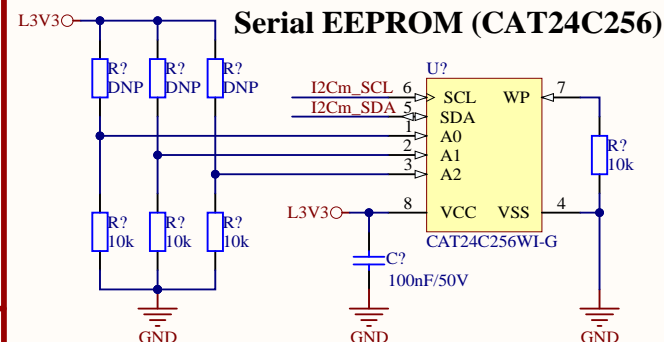 Serial EEPROM (CAT24C256)
L3V3
R? R? R?
DNP DNP DNP
U?
I2Cm_SCL 6 SCL WP 7
I2Cm_SDA 5 SDA
1 A0
2 A1
3 A2
R?
10k
R? R? R?
10k 10k 10k
L3V3 8 VCC VSS 4
CAT24C256WI-G
C?
100nF/50V
GND GND GND